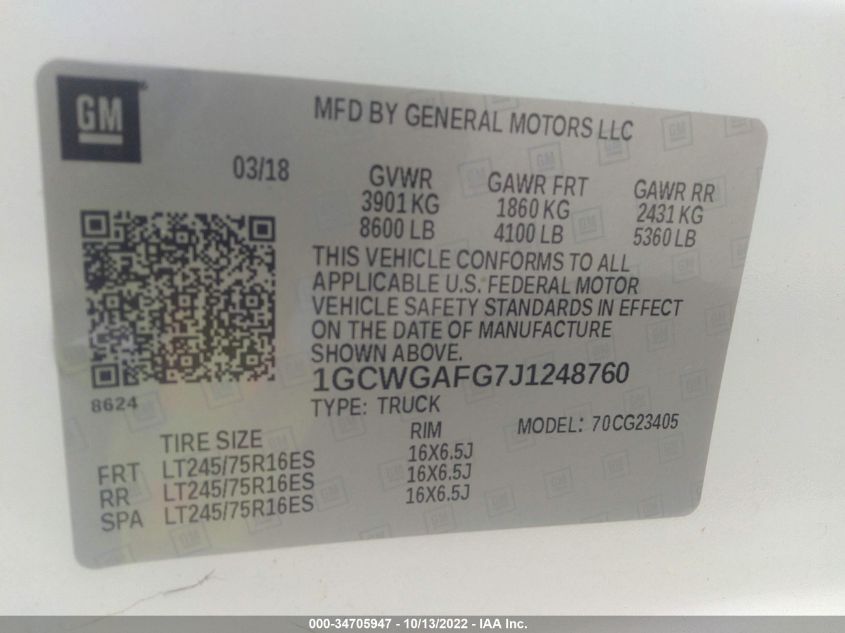 GM
MFD BY GENERAL MOTORS LLC
03/18
GVWR GAWR FRT GAWR RR
3901 KG 1860 KG 2431 KG
8600 LB 4100 LB 5360 LB
THIS VEHICLE CONFORMS TO ALL
APPLICABLE U.S. FEDERAL MOTOR
VEHICLE SAFETY STANDARDS IN EFFECT
ON THE DATE OF MANUFACTURE
SHOWN ABOVE.
8624
1GCWGAFG7J1248760
TYPE: TRUCK MODEL: 70CG23405
TIRE SIZE RIM
FRT LT245/75R16ES 16X6.5J
RR LT245/75R16ES 16X6.5J
SPA LT245/75R16ES 16X6.5J
000-34705947 - 10/13/2022 - IAA Inc.